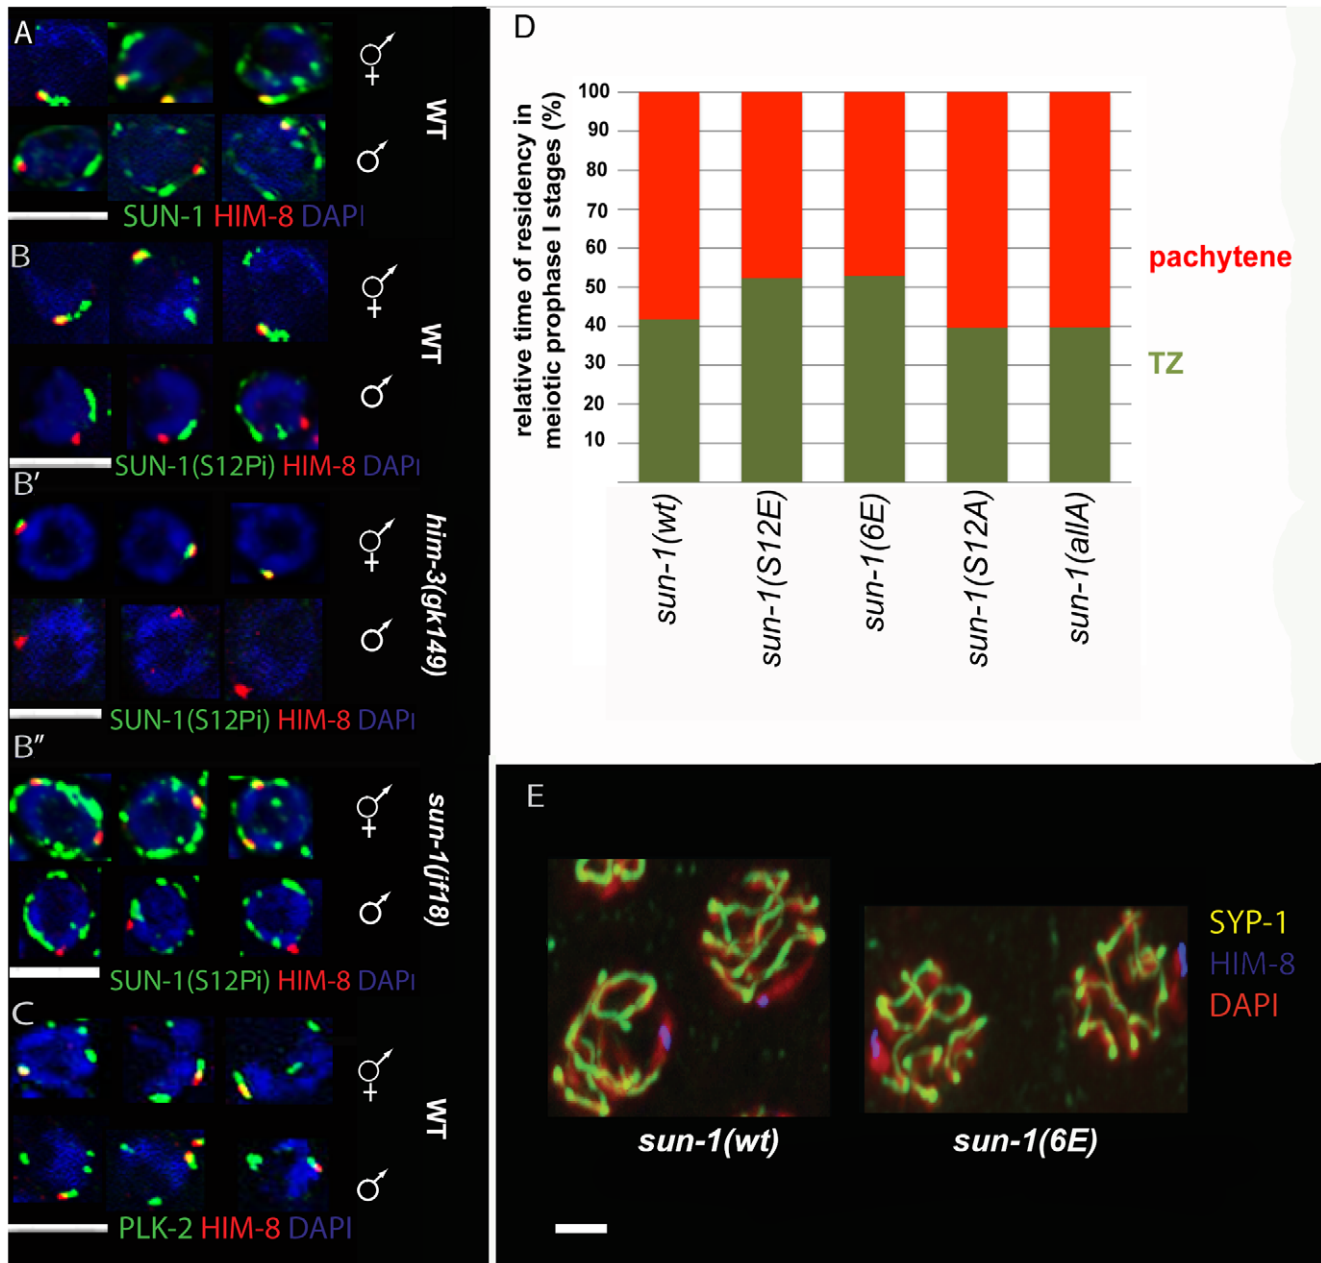 A
⚥
WT
♂
SUN-1 HIM-8 DAPI
B
WT
♂
SUN-1(S12Pi) HIM-8 DAPI
B'
him-3(gk149)
♂
SUN-1(S12Pi) HIM-8 DAPI
B"
sun-1(jf18)
♂
SUN-1(S12Pi) HIM-8 DAPI
C
WT
♂
PLK-2 HIM-8 DAPI
D
relative time of residency in
meiotic prophase I stages (%)
100
90
80
70
60
50
40
30
20
10
pachytene
TZ
sun-1(wt)
sun-1(S12E)
sun-1(6E)
sun-1(S12A)
sun-1(allA)
E
SYP-1
HIM-8
DAPI
sun-1(wt)
sun-1(6E)